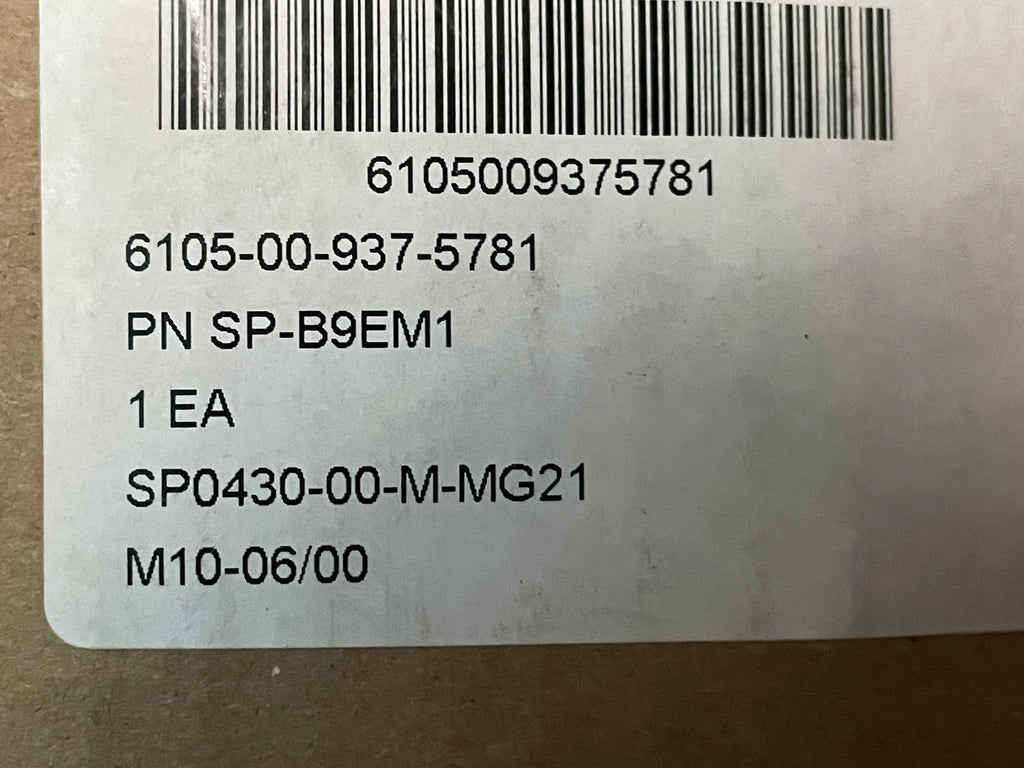 6105009375781
6105-00-937-5781
PN SP-B9EM1
1 EA
SP0430-00-M-MG21
M10-06/00